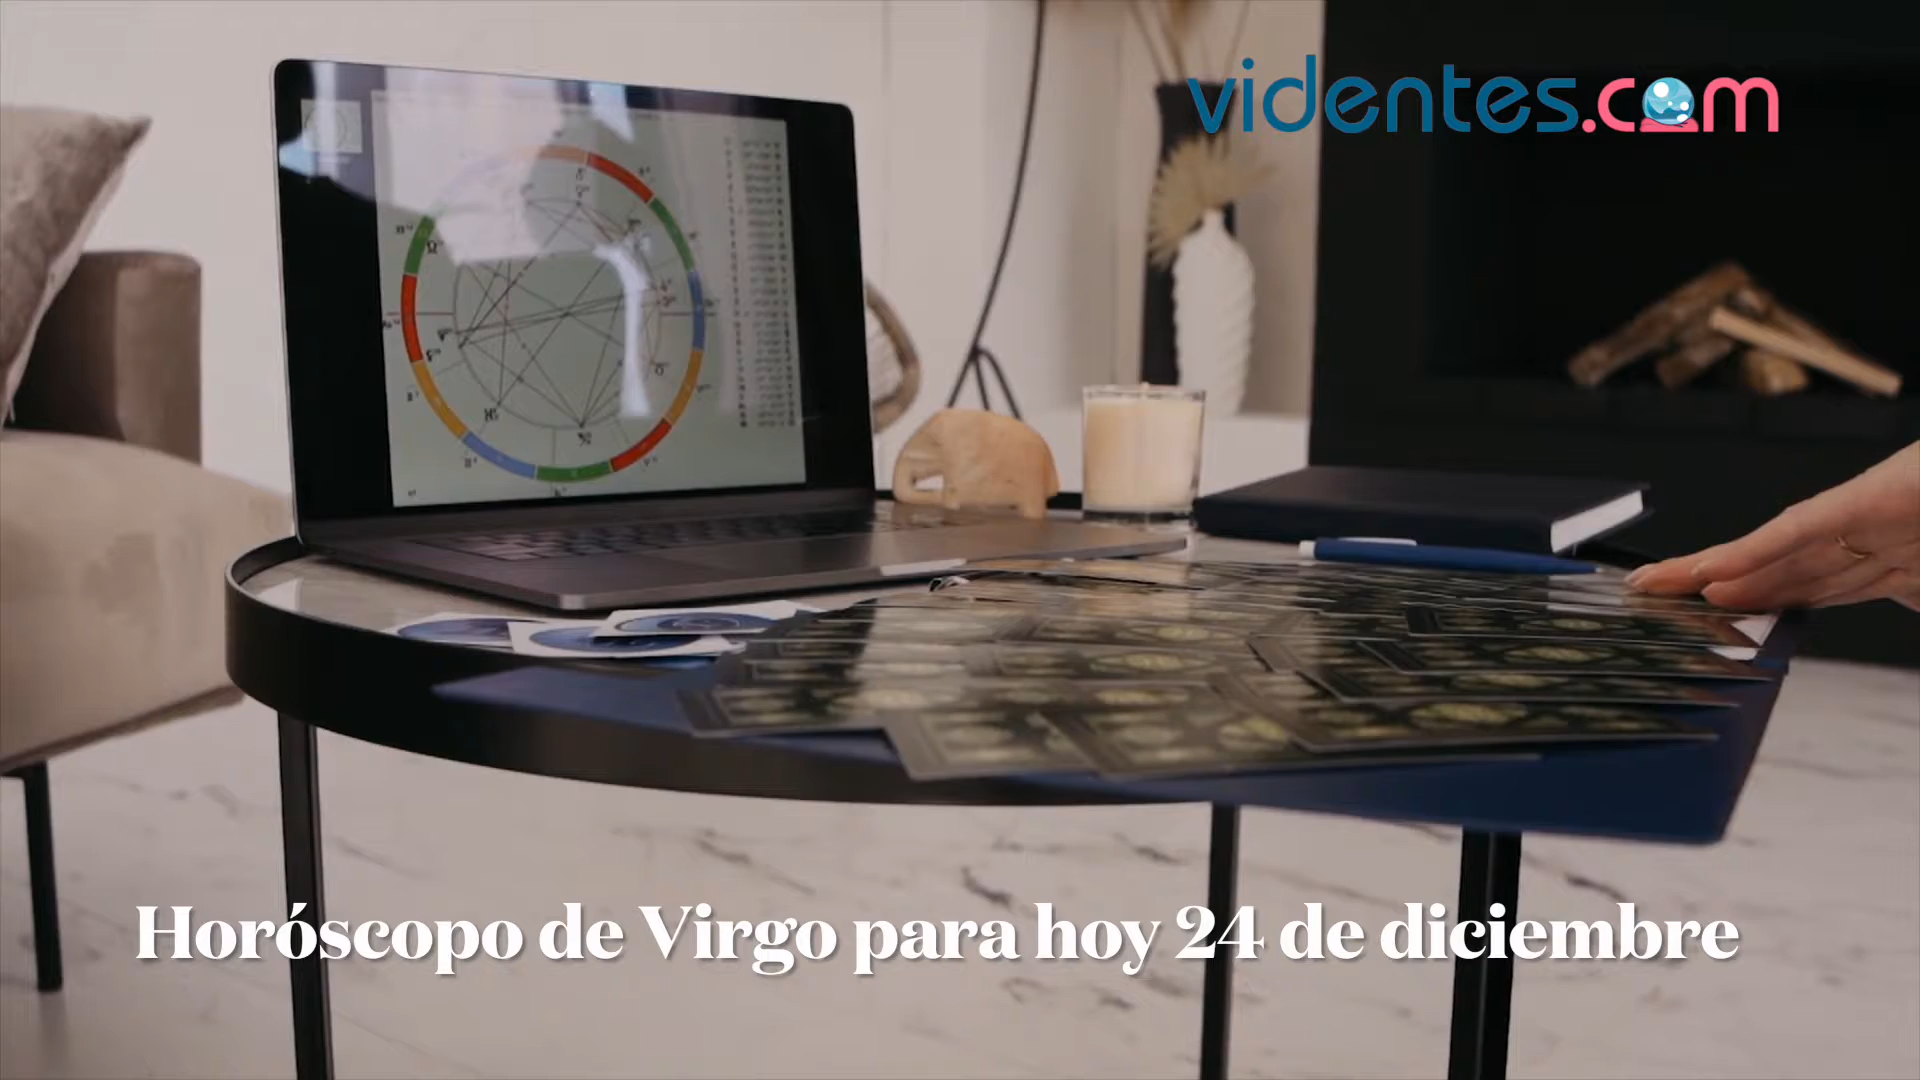 videntes.com
Horóscopo de Virgo para hoy 24 de diciembre